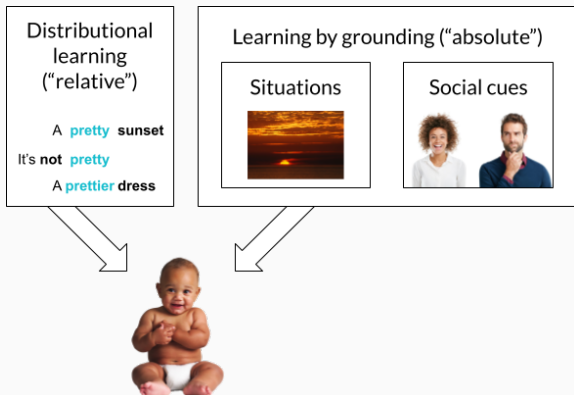 Distributional
learning
(“relative”)
A pretty sunset
It's not pretty
A prettier dress
Learning by grounding (“absolute”)
Situations
Social cues